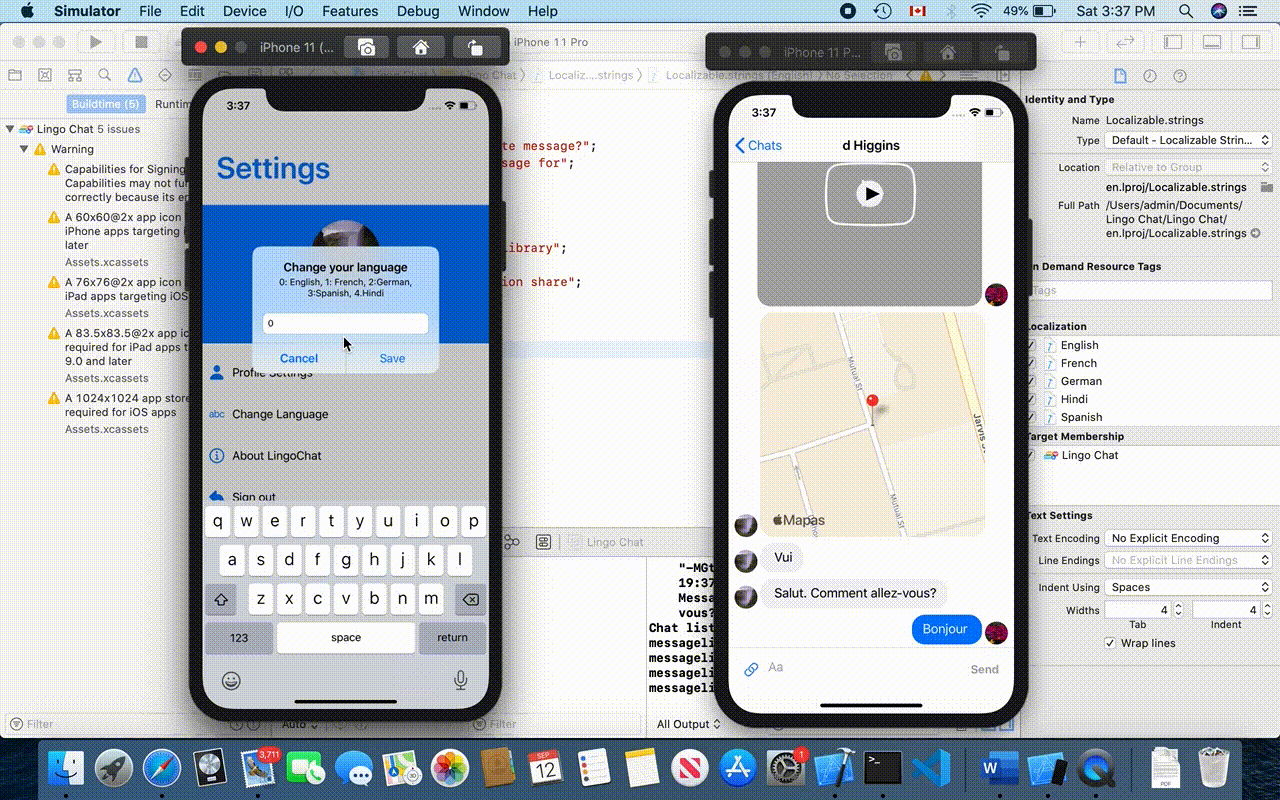 Simulator File Edit Device I/O Features Debug Window Help
49% Sat 3:37 PM
iPhone 11 (...
iPhone 11 Pro
iPhone 11 P...
Lingo Chat
Localiz....strings
Localizable.strings (English)
No Selection
Buildtime (5) Runtim
Lingo Chat 5 issues
Warning
Capabilities for Signing
Capabilities may not fun
correctly because its en
A 60x60@2x app icon
iPhone apps targeting i
later
Assets.xcassets
A 76x76@2x app icon
iPad apps targeting iOS
Assets.xcassets
A 83.5x83.5@2x app ic
required for iPad apps t
9.0 and later
Assets.xcassets
A 1024x1024 app store
required for iOS apps
Assets.xcassets
Filter
3:37
Settings
Change your language
0: English, 1: French, 2:German,
3:Spanish, 4.Hindi
0
Cancel Save
Profile Settings
abc Change Language
About LingoChat
Sign out
q w e r t y u i o p
a s d f g h j k l
z x c v b n m
123 space return
te message?";
ssage for";
ibrary";
ion share";
Lingo Chat
"-MGt
19:37
Messa
vous?
Chat list
messageli
messageli
messageli
messageli
Auto
Filter
All Output
3:37
Chats
d Higgins
Mutual St
Jarvis S
Mutual St
Mapas
Vui
Salut. Comment allez-vous?
Bonjour
Aa
Send
Identity and Type
Name Localizable.strings
Type Default - Localizable Strin...
Location Relative to Group
en.lproj/Localizable.strings
Full Path /Users/admin/Documents/
Lingo Chat/Lingo Chat/
en.lproj/Localizable.strings
n Demand Resource Tags
Tags
Localization
English
French
German
Hindi
Spanish
Target Membership
Lingo Chat
Text Settings
Text Encoding No Explicit Encoding
Line Endings No Explicit Line Endings
Indent Using Spaces
Widths 4 4
Tab Indent
Wrap lines
3,711
SEP
12
1
PDF